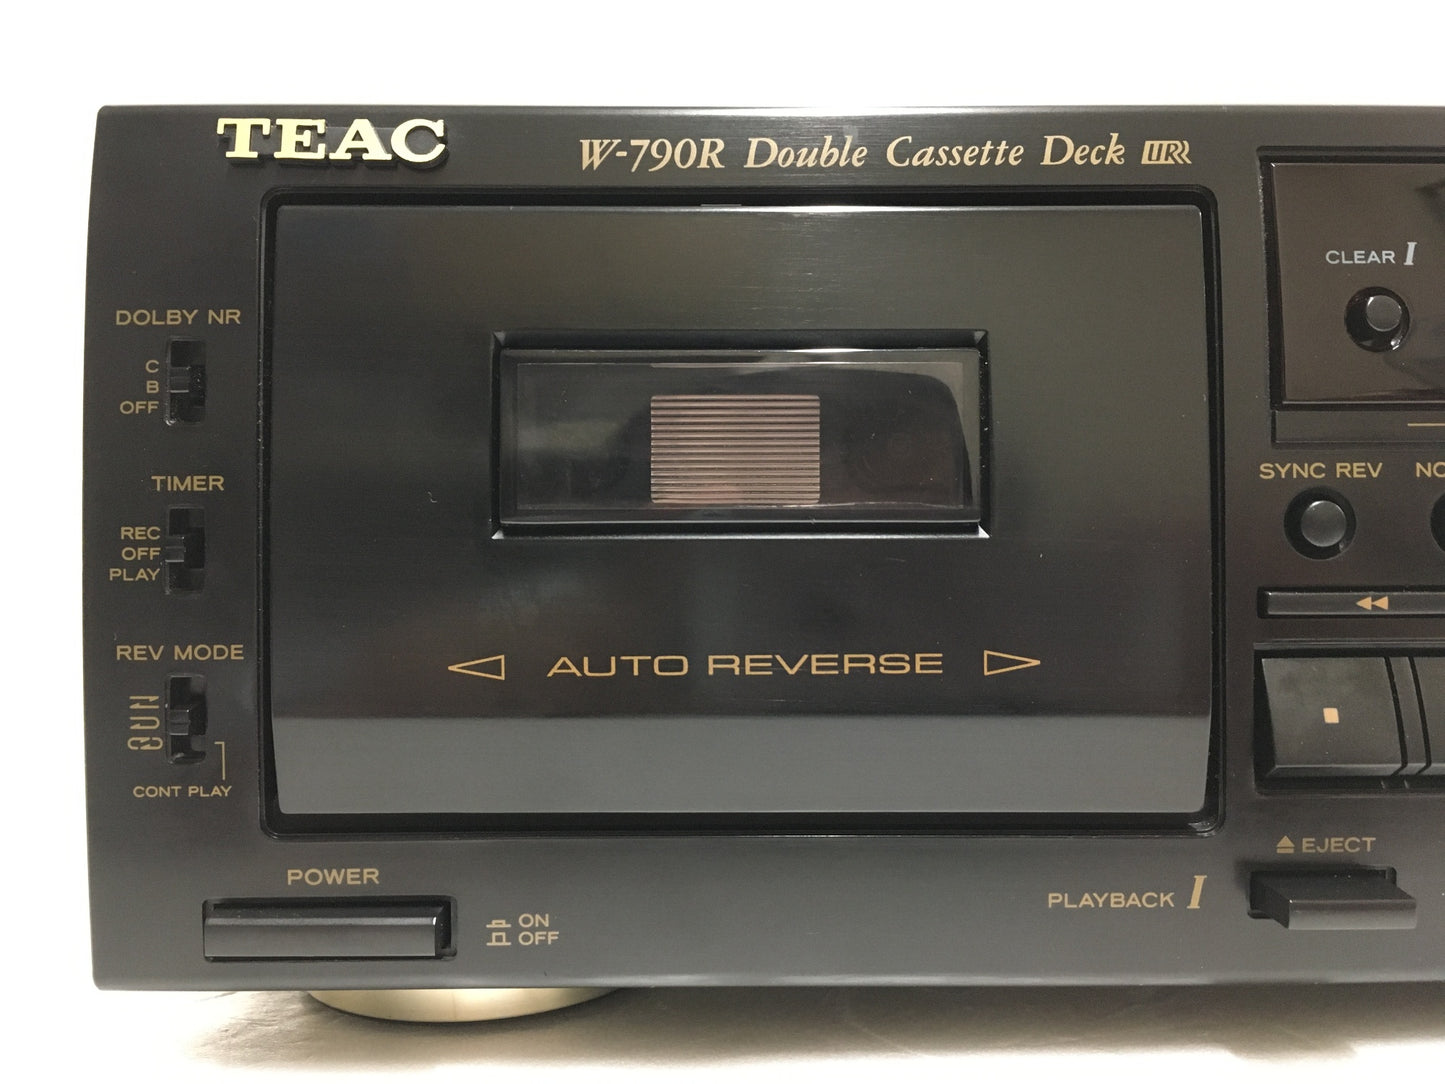 TEAC
W-790R Double Cassette Deck
CLEAR I
DOLBY NR
C
B
OFF
SYNC REV
TIMER
REC
OFF
PLAY
REV MODE
AUTO REVERSE
CONT PLAY
EJECT
POWER
PLAYBACK I
ON
OFF